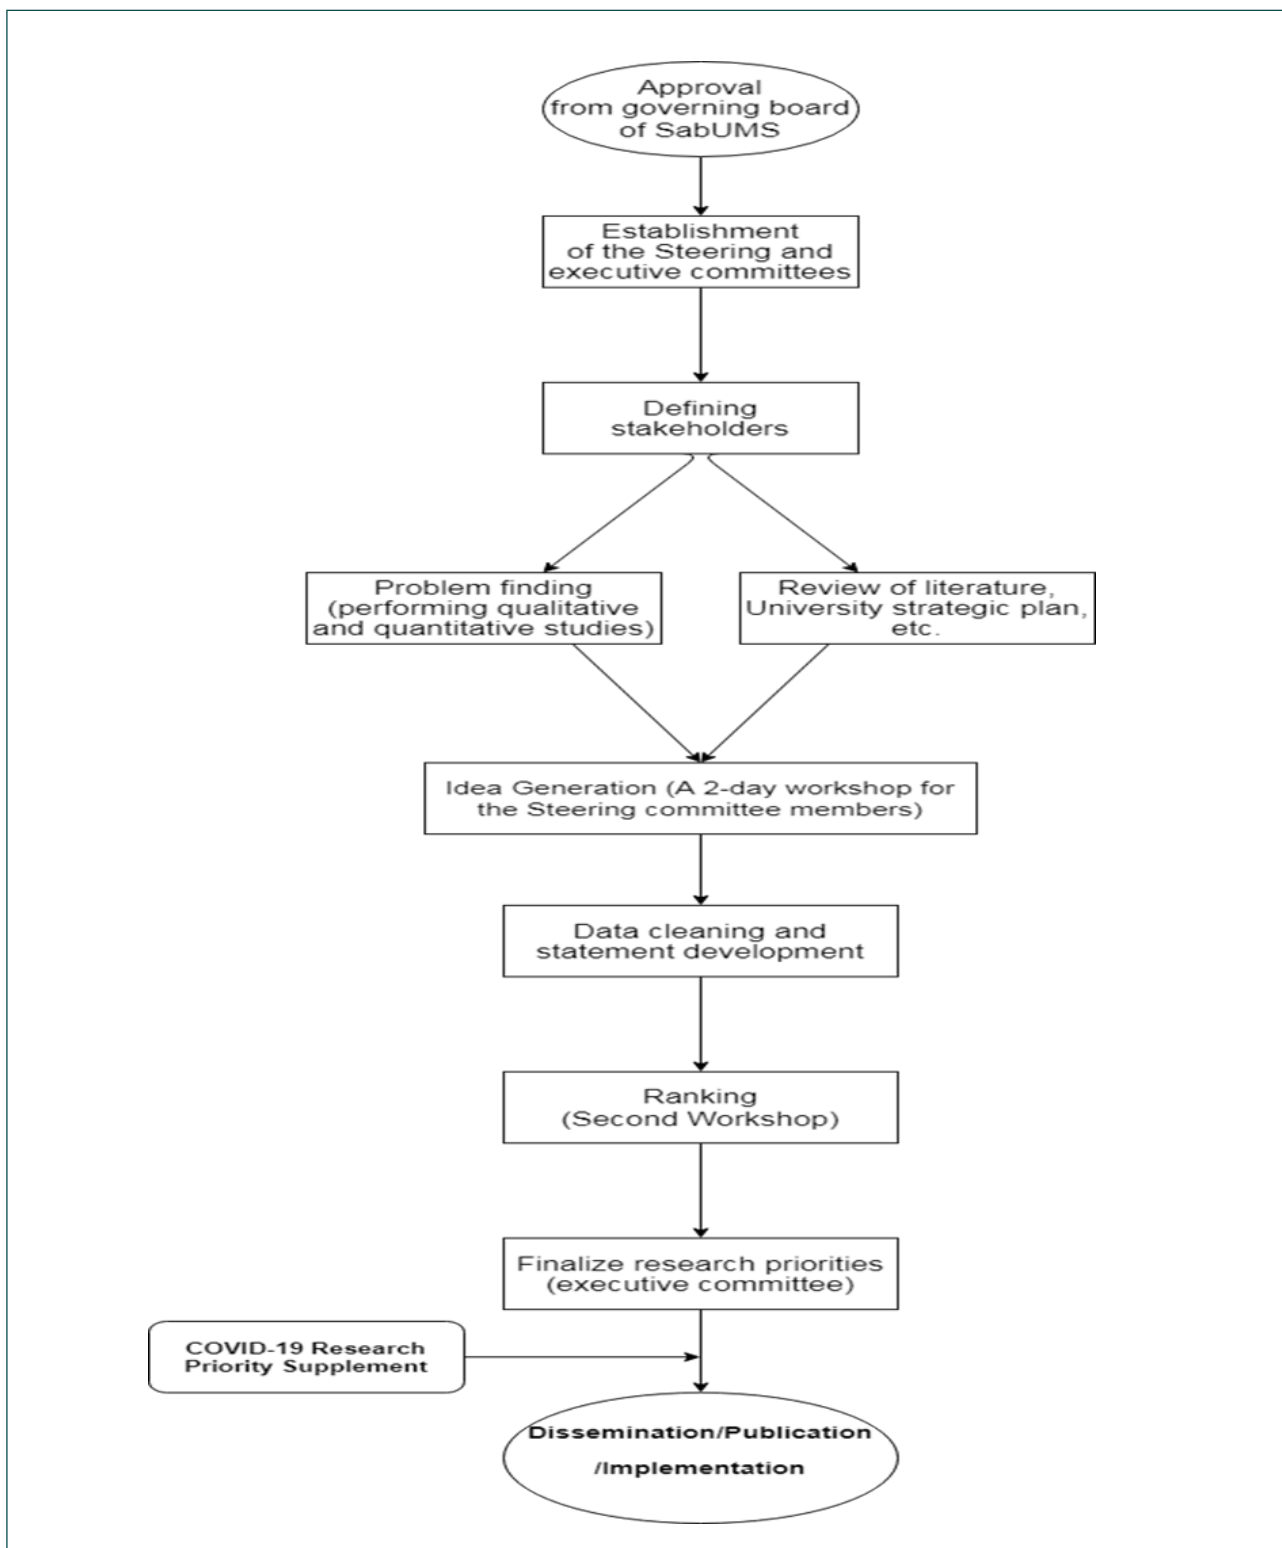 Approval
from governing board
of SabUMS
Establishment
of the Steering and
executive committees
Defining
stakeholders
Problem finding
(performing qualitative
and quantitative studies)
Review of literature,
University strategic plan,
etc.
Idea Generation (A 2-day workshop for
the Steering committee members)
Data cleaning and
statement development
Ranking
(Second Workshop)
Finalize research priorities
(executive committee)
COVID-19 Research
Priority Supplement
Dissemination/Publication
/Implementation